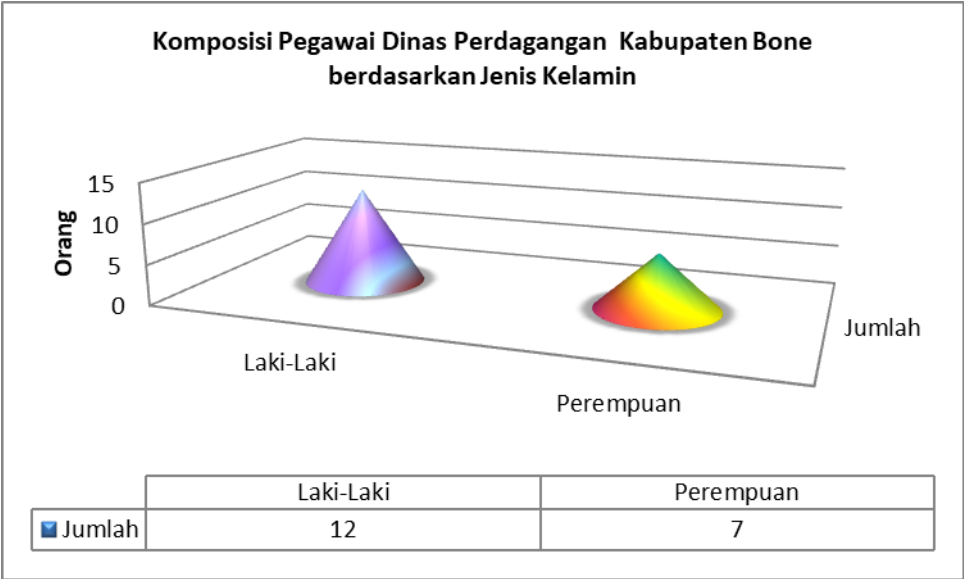 Komposisi Pegawai Dinas Perdagangan Kabupaten Bone
berdasarkan Jenis Kelamin
15
10
5
0
Orang
Laki-Laki
Perempuan
Jumlah
Laki-Laki Perempuan
Jumlah 12 7